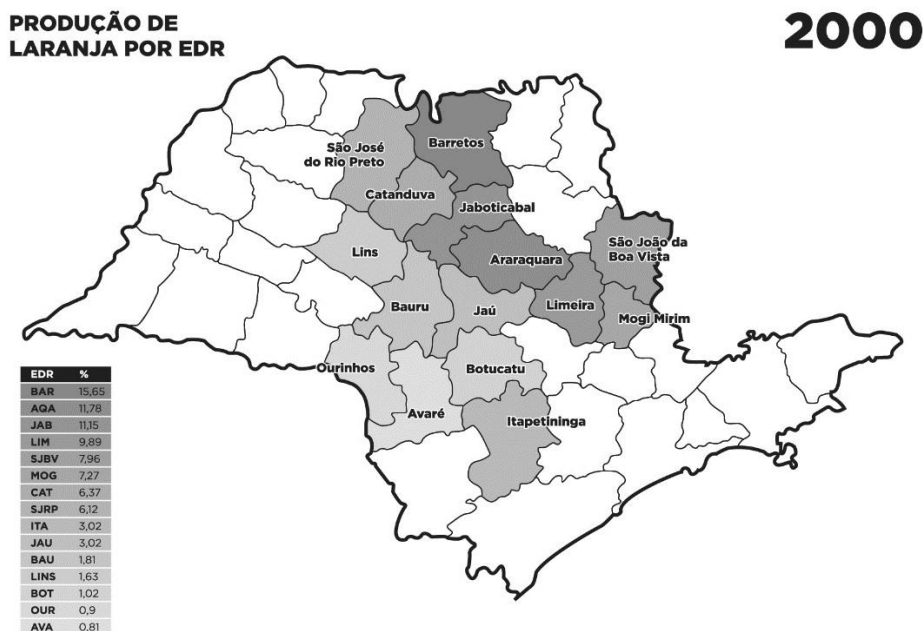 PRODUÇÃO DE
LARANJA POR EDR
2000
São José
do Rio Preto
Barretos
Catanduva
Jaboticabal
São João da
Boa Vista
Lins
Araraquara
Bauru
Jaú
Limeira
Mogi Mirim
Ourinhos
Botucatu
Avaré
Itapetininga
EDR %
BAR 15,65
AQA 11,78
JAB 11,15
LIM 9,89
SJBV 7,96
MOG 7,27
CAT 6,37
SJRP 6,12
ITA 3,02
JAU 3,02
BAU 1,81
LINS 1,63
BOT 1,02
OUR 0,9
AVA 0,81